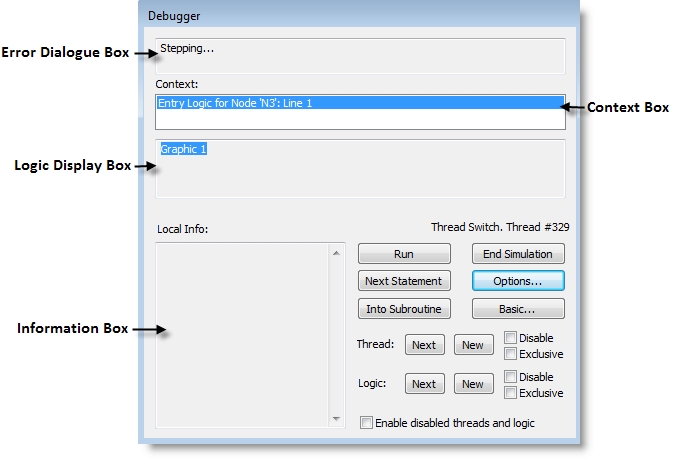 Debugger
Error Dialogue Box
Stepping...
Context:
Entry Logic for Node 'N3': Line 1
Context Box
Graphic 1
Logic Display Box
Local Info:
Thread Switch. Thread #329
Run
End Simulation
Next Statement
Options...
Into Subroutine
Basic...
Information Box
Thread:
Next
New
Disable
Exclusive
Logic:
Next
New
Disable
Exclusive
Enable disabled threads and logic